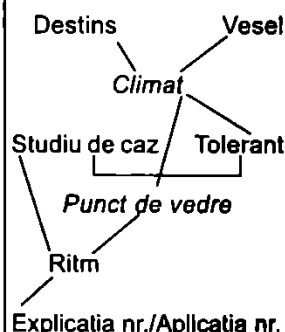 Destins Vesel
Climat
Studiu de caz Tolerant
Punct de vedre
Ritm
Explicatia nr./Aplicatia nr.